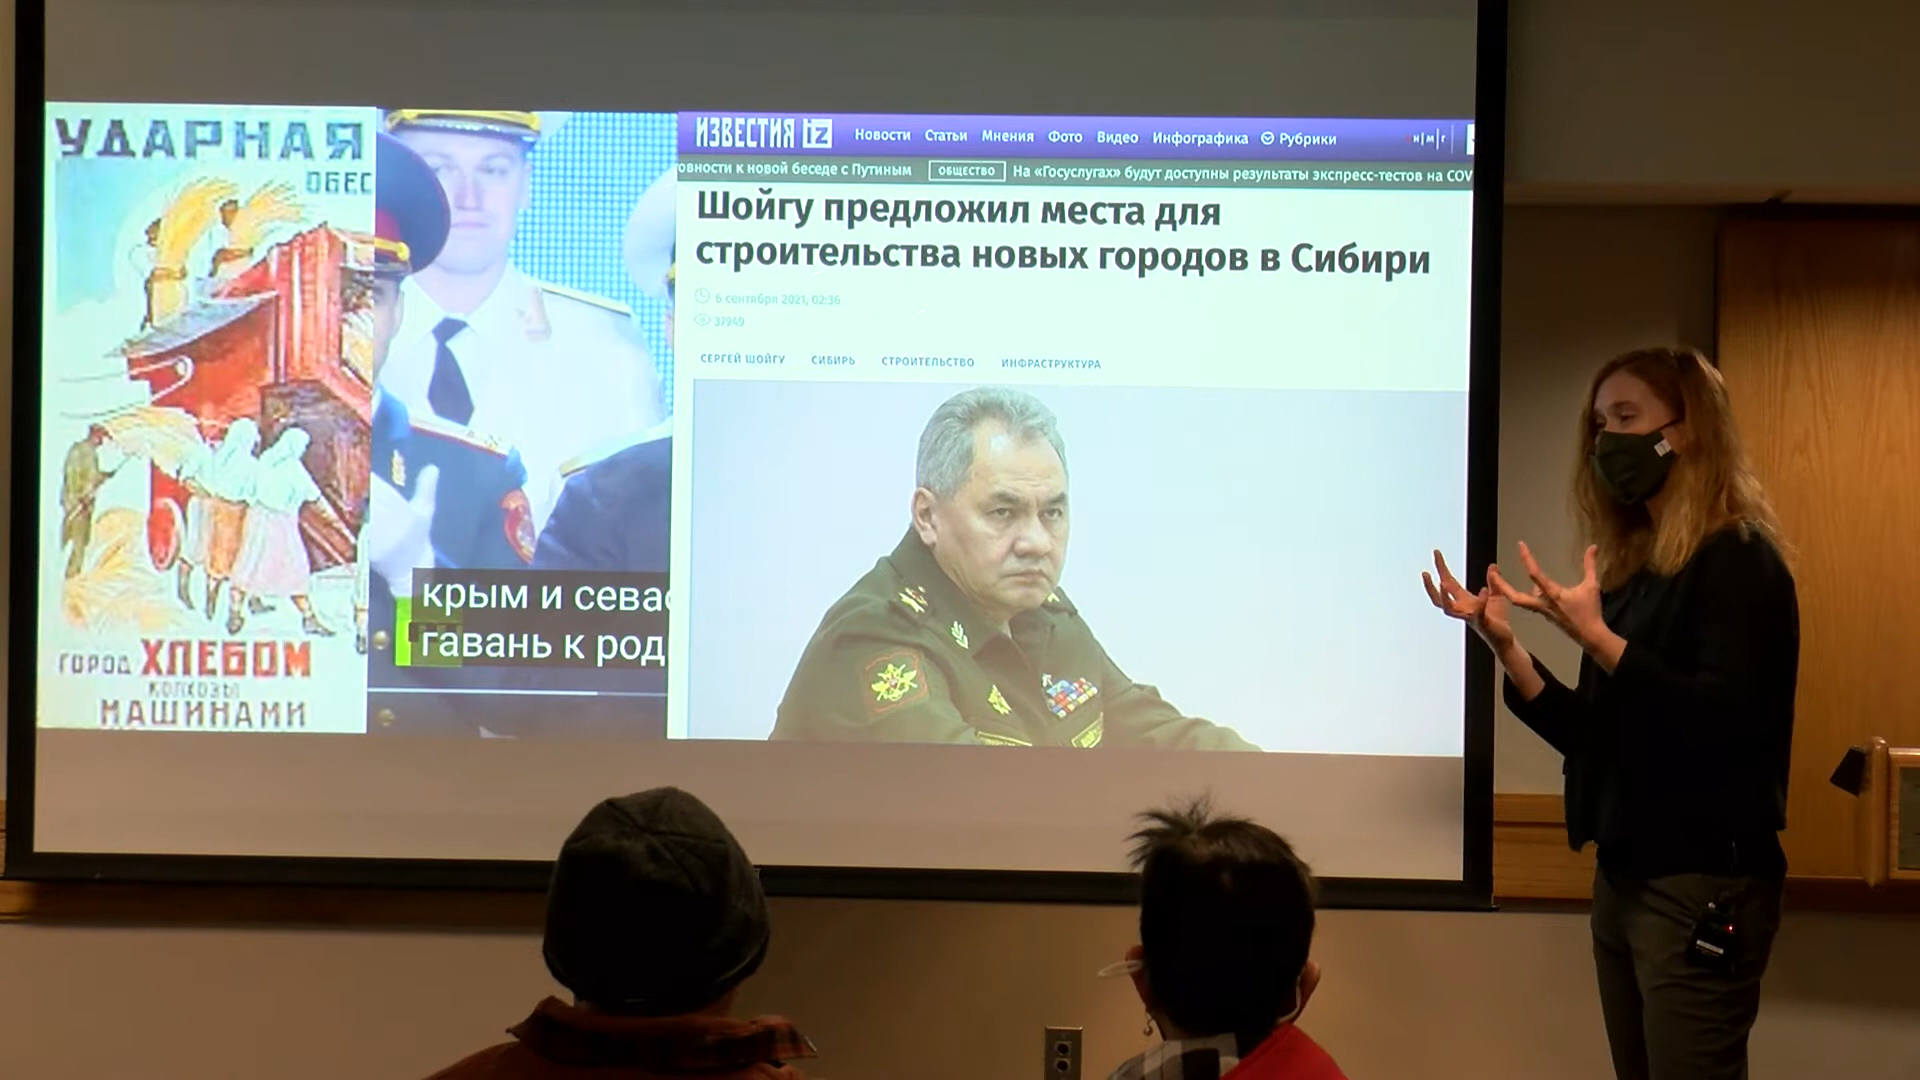 УДАРНАЯ
ОБЕС
ГОРОД ХЛЕБОМ
КОЛХОЗЫ
МАШИНАМИ
крым и сева
гавань к род
ИЗВЕСТИЯ iz Новости Статьи Мнения Фото Видео Инфографика Рубрики
овности к новой беседе с Путиным ОБЩЕСТВО На «Госуслугах» будут доступны результаты экспресс-тестов на COV
Шойгу предложил места для
строительства новых городов в Сибири
6 сентября 2021, 02:36
37949
СЕРГЕЙ ШОЙГУ СИБИРЬ СТРОИТЕЛЬСТВО ИНФРАСТРУКТУРА